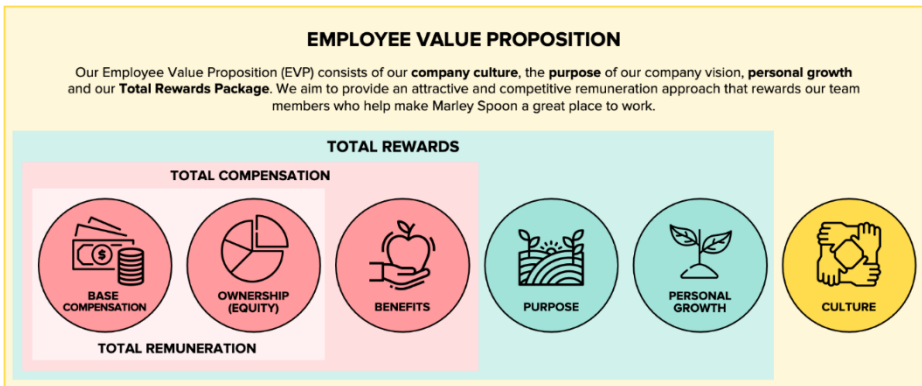 EMPLOYEE VALUE PROPOSITION
Our Employee Value Proposition (EVP) consists of our company culture, the purpose of our company vision, personal growth
and our Total Rewards Package. We aim to provide an attractive and competitive remuneration approach that rewards our team
members who help make Marley Spoon a great place to work.
TOTAL REWARDS
TOTAL COMPENSATION
$
BASE
COMPENSATION
OWNERSHIP
(EQUITY)
BENEFITS
PURPOSE
PERSONAL
GROWTH
CULTURE
TOTAL REMUNERATION